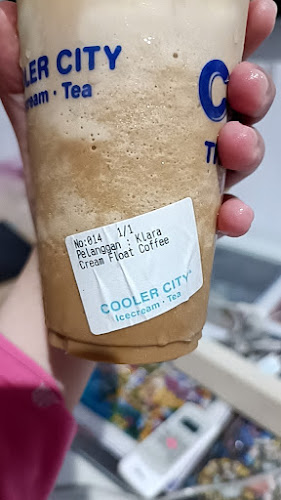 OLER CITY
ream · Tea
C
T
No:014 1/1
Pelanggan : Klara
Cream Float Coffee
COOLER CITY
Icecream · Tea